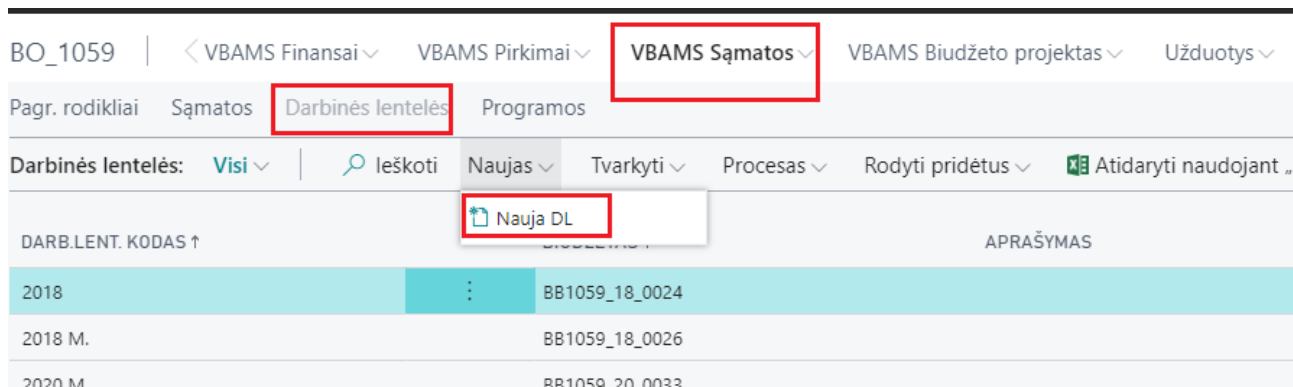 BO_1059 VBAMS Finansai VBAMS Pirkimai VBAMS Sąmatos VBAMS Biudžeto projektas Užduotys
Pagr. rodikliai Sąmatos Darbinės lentelės Programos
Darbinės lentelės: Visi Ieškoti Naujas Tvarkyti Procesas Rodyti pridėtus Atidaryti naudojant „
Nauja DL
DARB.LENT. KODAS ↑ APRAŠYMAS
2018 BB1059_18_0024
2018 M. BB1059_18_0026
2020 M. BB1059_20_0033